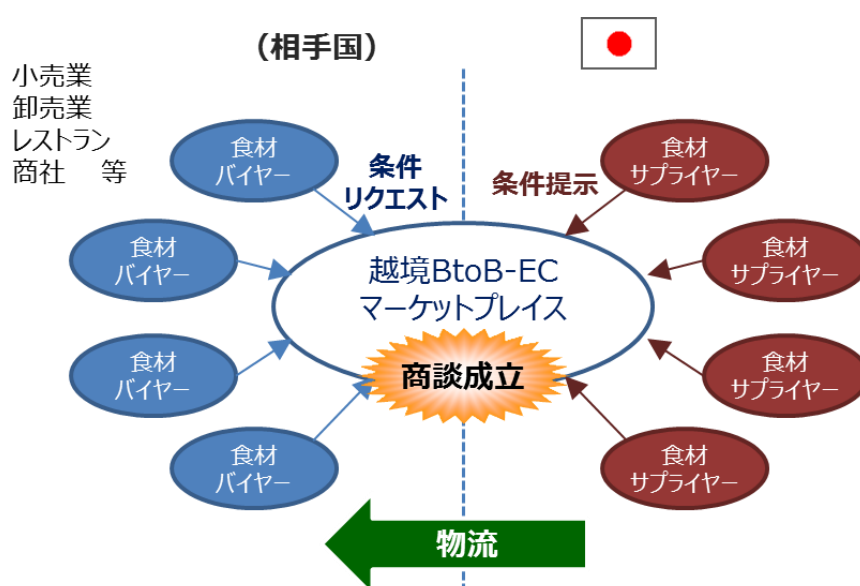 (相手国)
小売業
卸売業
レストラン
商社 等
食材
バイヤー
食材
バイヤー
食材
バイヤー
食材
バイヤー
条件
リクエスト
条件提示
食材
サプライヤー
食材
サプライヤー
食材
サプライヤー
食材
サプライヤー
越境BtoB-EC
マーケットプレイス
商談成立
物流